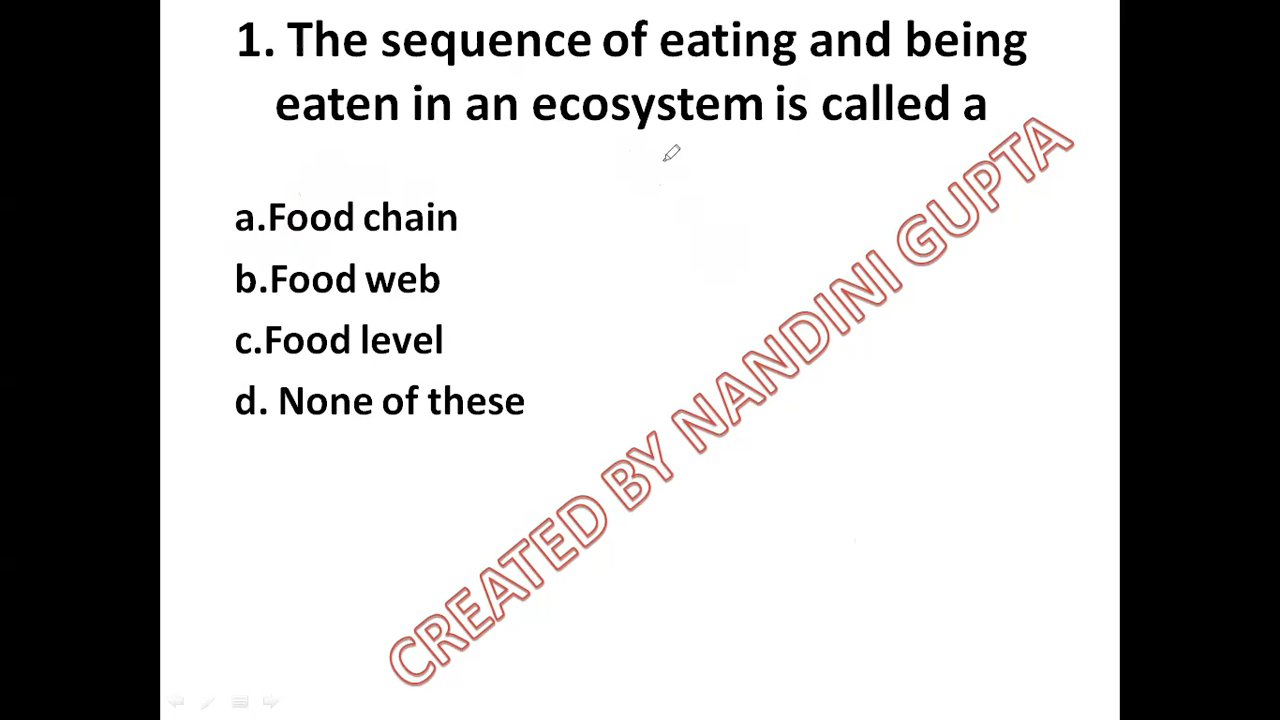 1. The sequence of eating and being
eaten in an ecosystem is called a
a.Food chain
b.Food web
c.Food level
d. None of these
CREATED BY NANDINI GUPTA